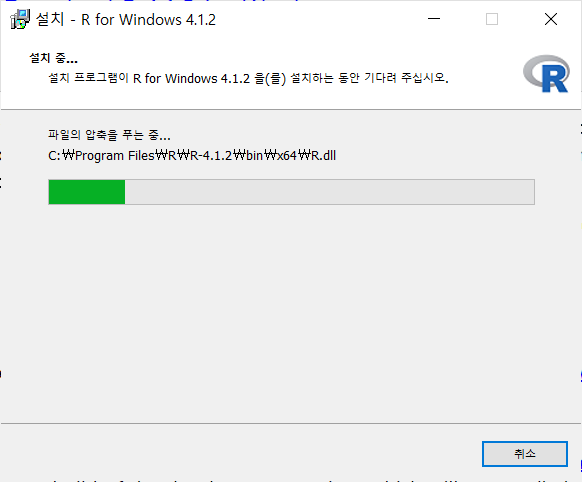 설치 - R for Windows 4.1.2
설치 중...
설치 프로그램이 R for Windows 4.1.2 을(를) 설치하는 동안 기다려 주십시오.
R
파일의 압축을 푸는 중...
C:₩Program Files₩R₩R-4.1.2₩bin₩x64₩R.dll
취소